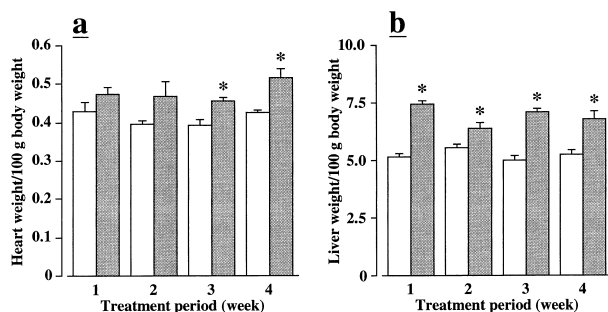 a
Heart weight/100 g body weight
0.6
0.5
0.4
0.3
0.2
0.1
0
*
*
1 2 3 4
Treatment period (week)
b
Liver weight/100 g body weight
10.0
7.5
5.0
2.5
0
*
*
*
*
1 2 3 4
Treatment period (week)